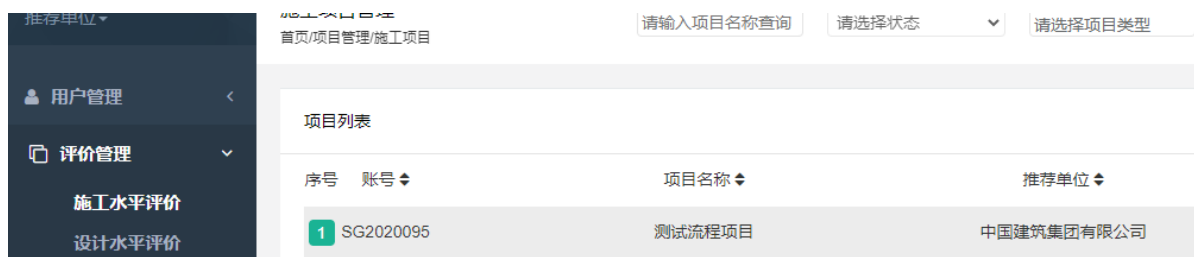 推荐单位
施工项目管理
首页/项目管理/施工项目
请输入项目名称查询
请选择状态
请选择项目类型
用户管理
项目列表
评价管理
序号 账号 项目名称 推荐单位
施工水平评价
1 SG2020095 测试流程项目 中国建筑集团有限公司
设计水平评价